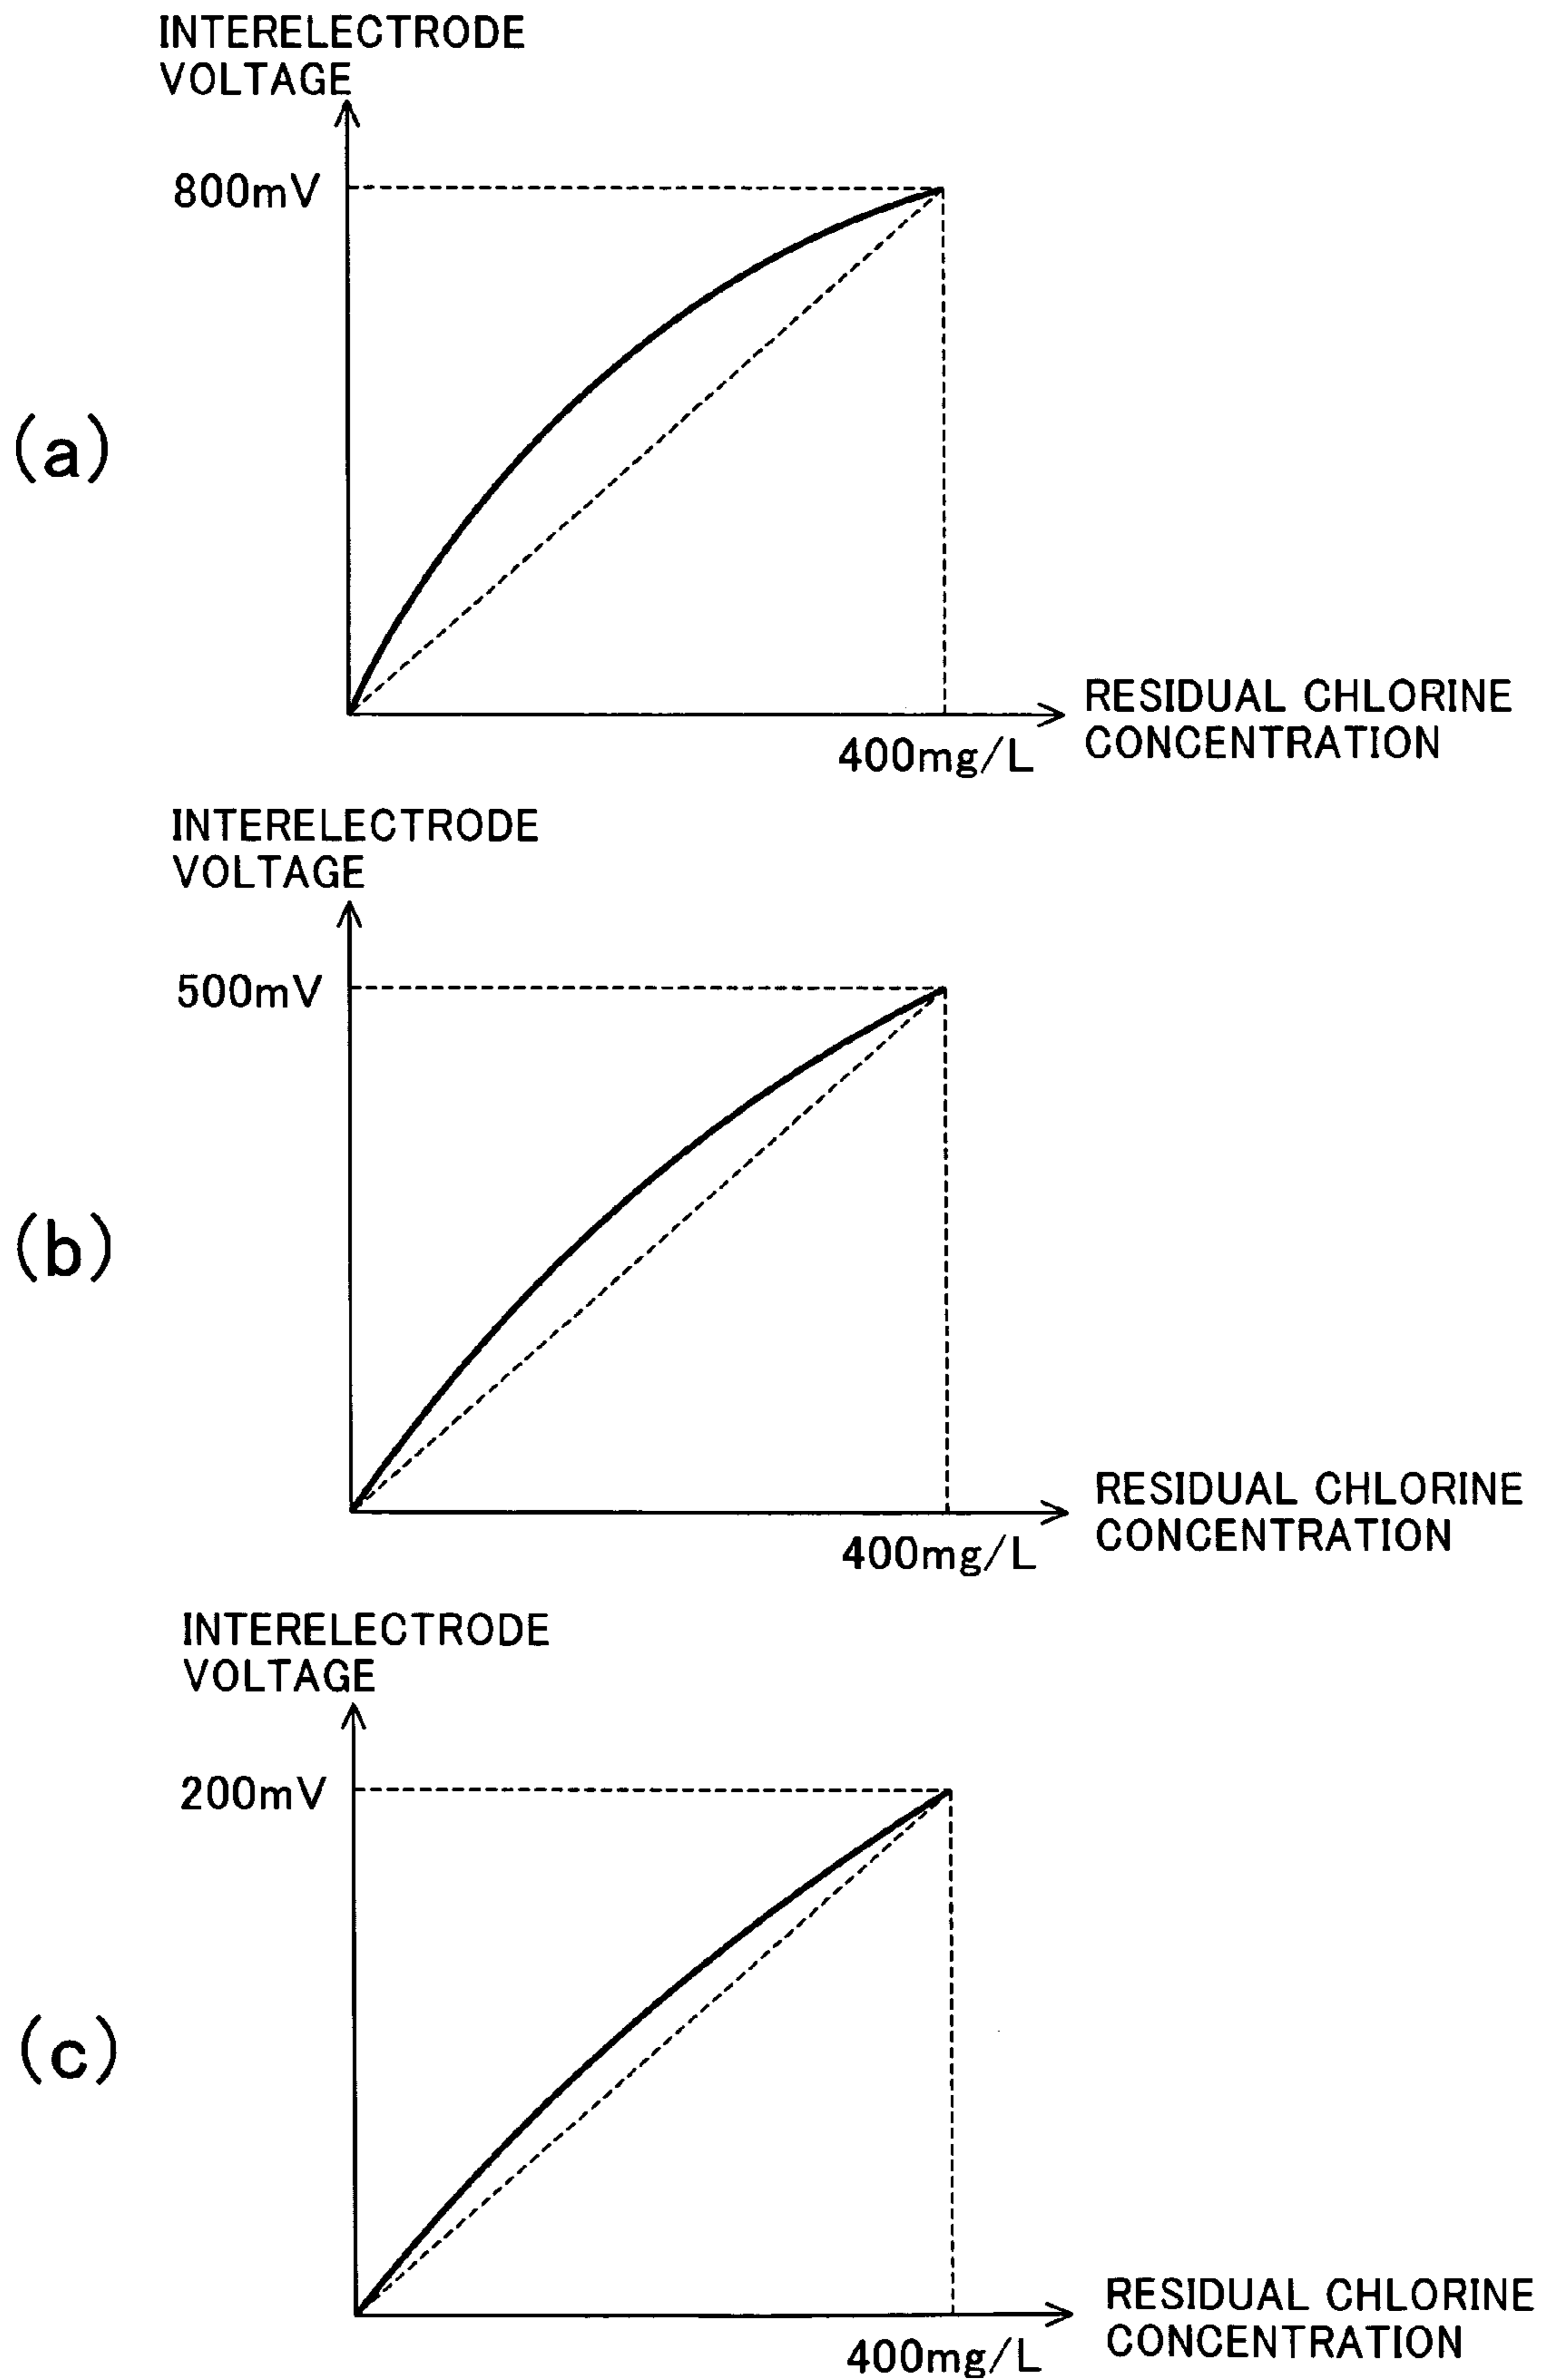 INTERELECTRODE
VOLTAGE
800mV
(a)
RESIDUAL CHLORINE
CONCENTRATION
400mg/L
INTERELECTRODE
VOLTAGE
500mV
(b)
RESIDUAL CHLORINE
CONCENTRATION
400mg/L
INTERELECTRODE
VOLTAGE
200mV
(c)
RESIDUAL CHLORINE
CONCENTRATION
400mg/L